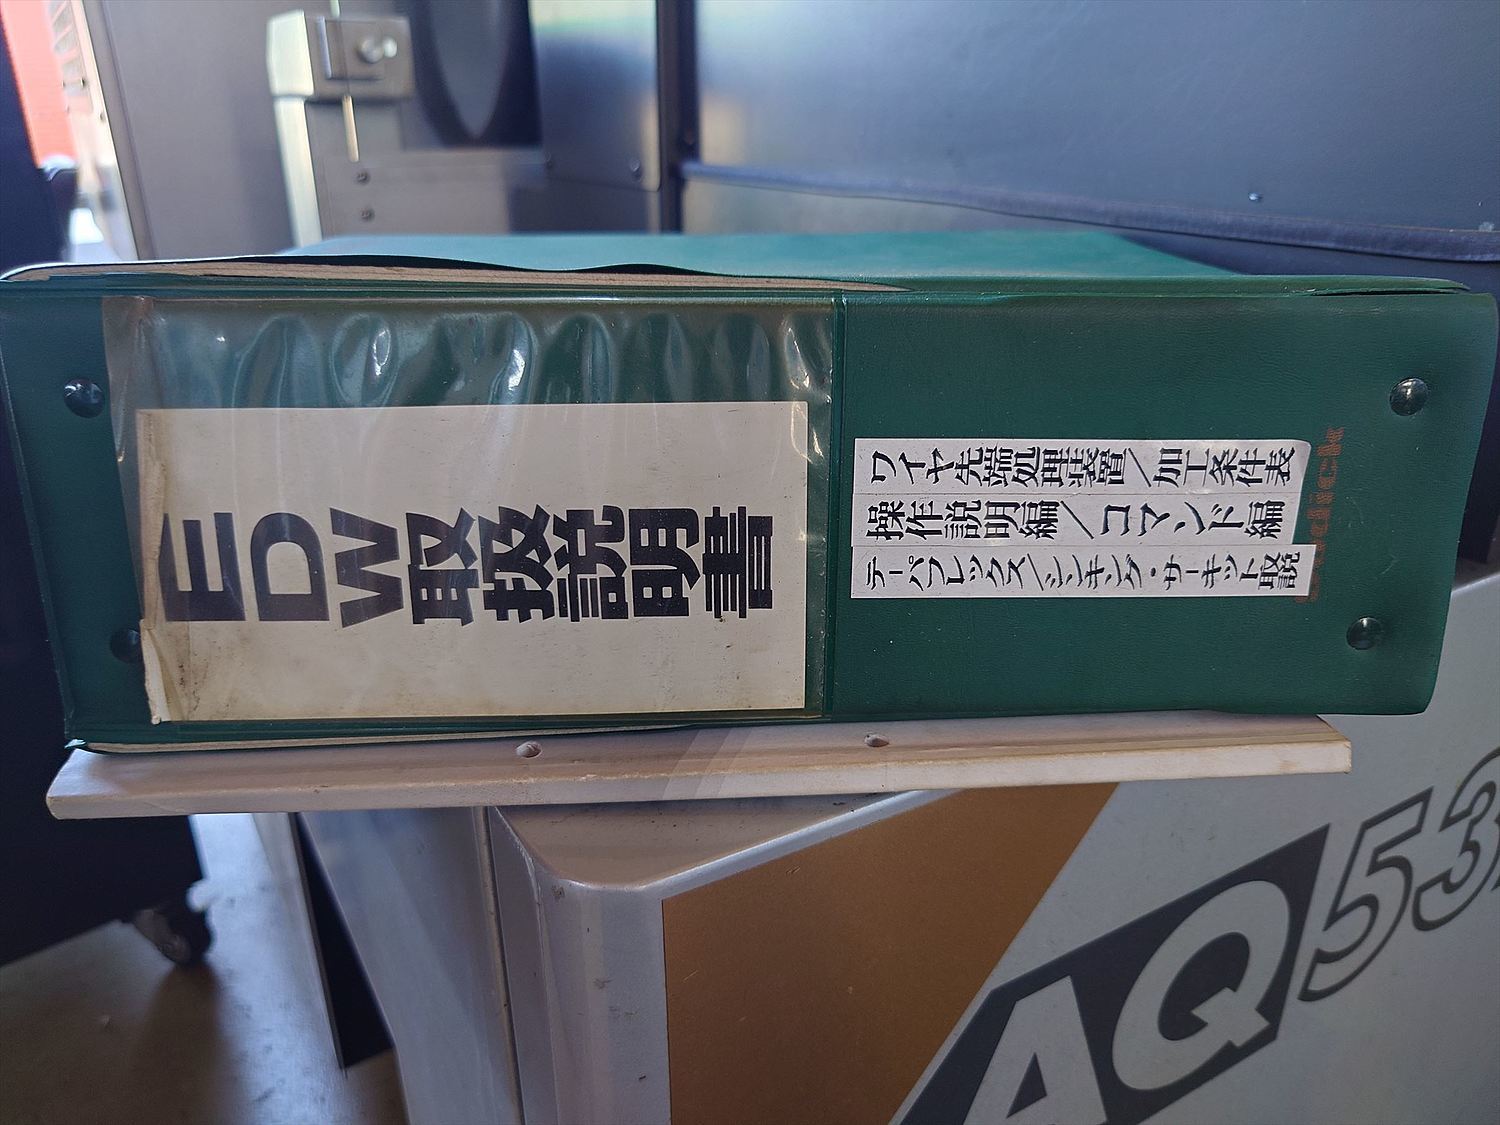 EDW取扱説明書
ワイヤ先端処理装置/加工条件表
操作説明編/コマンド編
テーパフレックス/シンキング・サーキット取説
AQ53